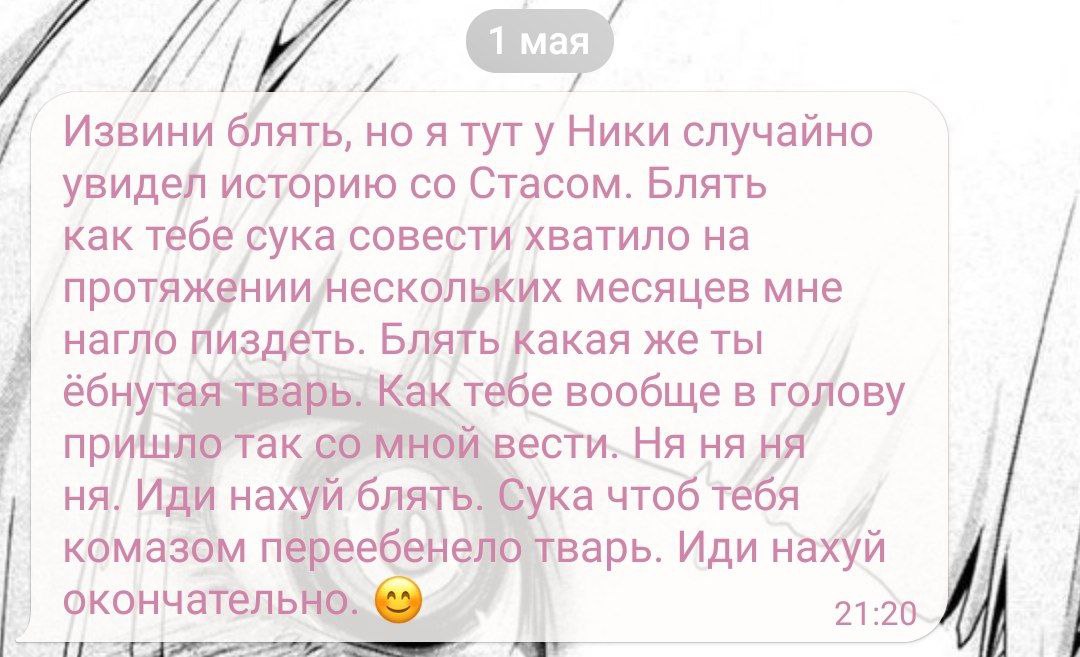 1 мая
Извини блять, но я тут у Ники случайно
увидел историю со Стасом. Блять
как тебе сука совести хватило на
протяжении нескольких месяцев мне
нагло пиздеть. Блять какая же ты
ёбнутая тварь. Как тебе вообще в голову
пришло так со мной вести. Ня ня ня
ня. Иди нахуй блять. Сука чтоб тебя
комазом переебенело тварь. Иди нахуй
окончательно. 😊
21:20